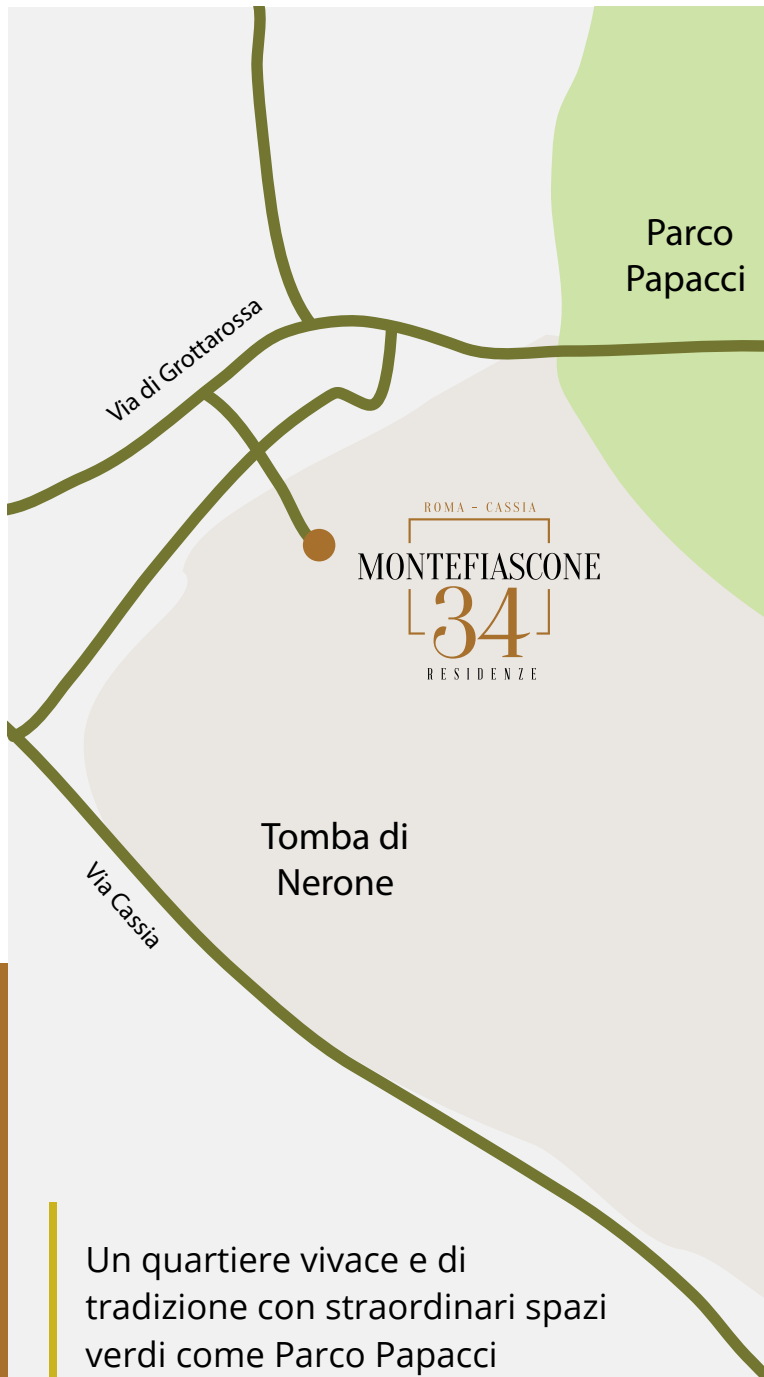 Parco
Papacci
Via di Grottarossa
ROMA – CASSIA
MONTEFIASCONE
34
RESIDENZE
Tomba di
Nerone
Via Cassia
Un quartiere vivace e di
tradizione con straordinari spazi
verdi come Parco Papacci